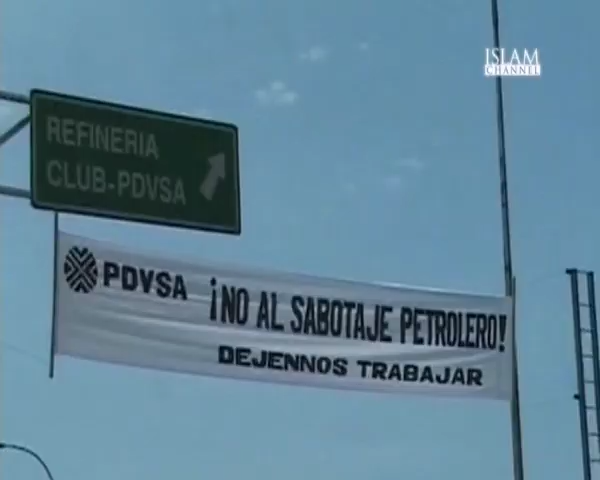 ISLAM
CHANNEL
REFINERIA
CLUB-PDVSA
PDVSA ¡NO AL SABOTAJE PETROLERO!
DEJENNOS TRABAJAR